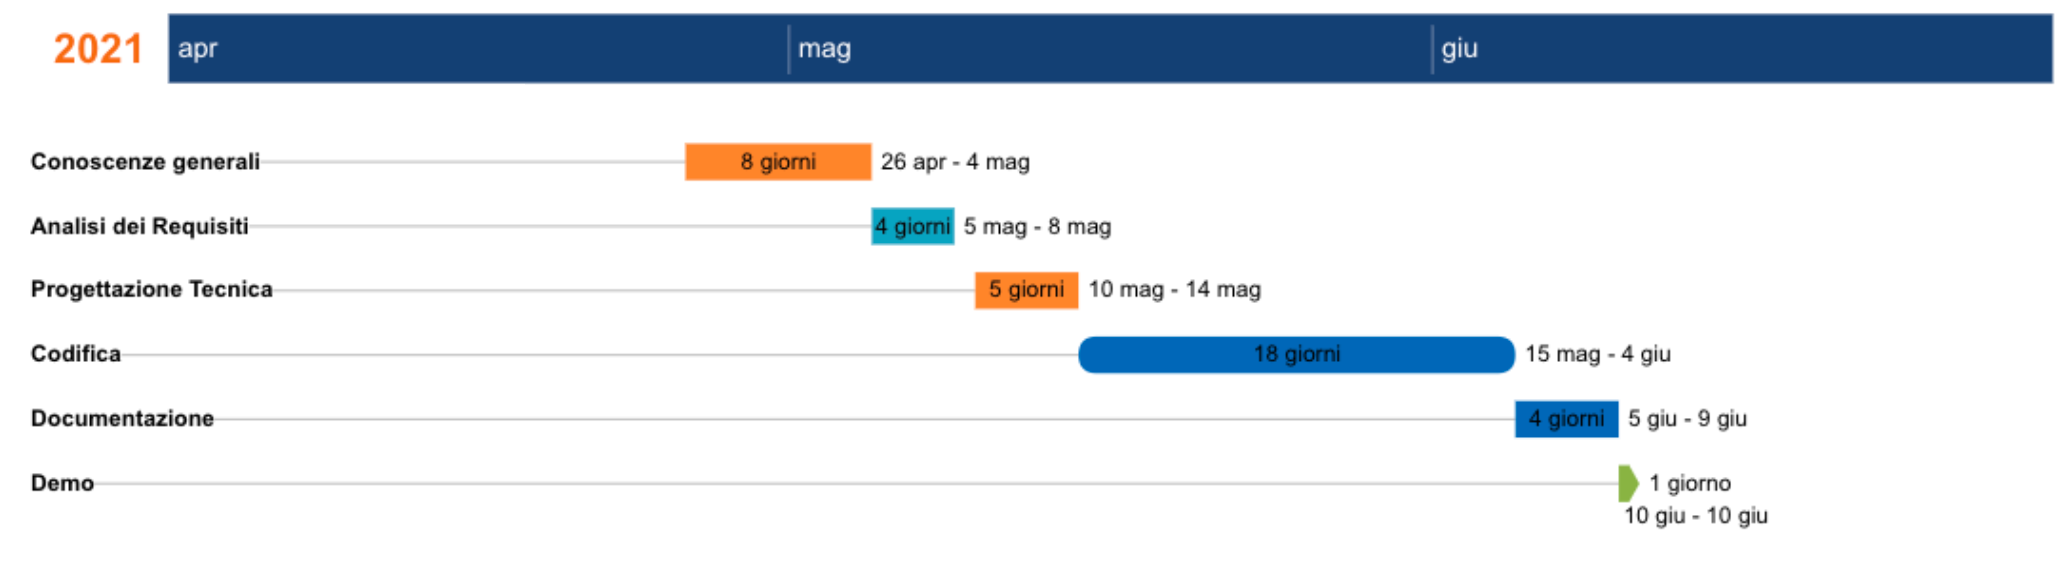 2021 apr mag giu
Conoscenze generali 8 giorni 26 apr - 4 mag
Analisi dei Requisiti 4 giorni 5 mag - 8 mag
Progettazione Tecnica 5 giorni 10 mag - 14 mag
Codifica 18 giorni 15 mag - 4 giu
Documentazione 4 giorni 5 giu - 9 giu
Demo 1 giorno
10 giu - 10 giu